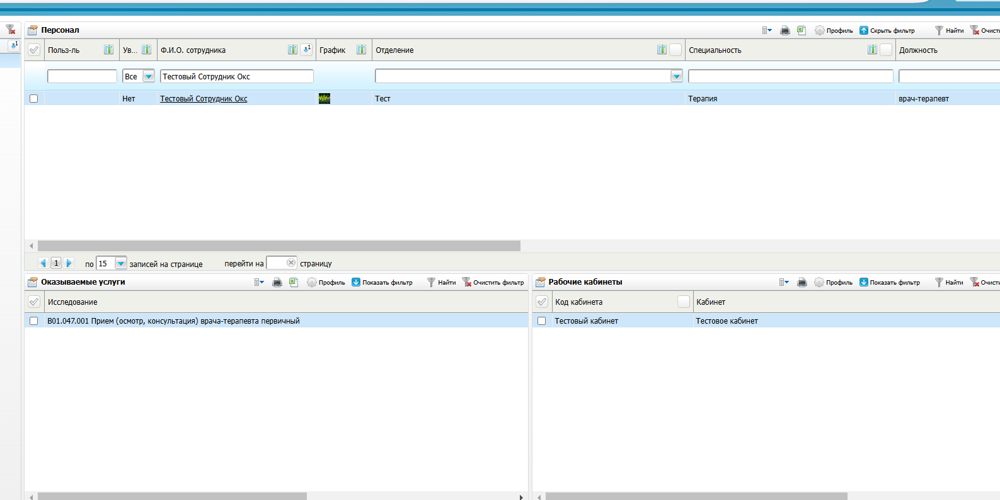 Персонал
Профиль Скрыть фильтр Найти Очисти
1 Польз-ль Ув... Ф.И.О. сотрудника 1 График Отделение Специальность Должность
Все Тестовый Сотрудник Окс
Нет Тестовый Сотрудник Окс Тест Терапия врач-терапевт
1 по 15 записей на странице перейти на страницу
Оказываемые услуги Профиль Показать фильтр Найти Очистить фильтр
Исследование
B01.047.001 Прием (осмотр, консультация) врача-терапевта первичный
Рабочие кабинеты Профиль Показать фильтр Найти Очисти
Код кабинета Кабинет
Тестовый кабинет Тестовое кабинет